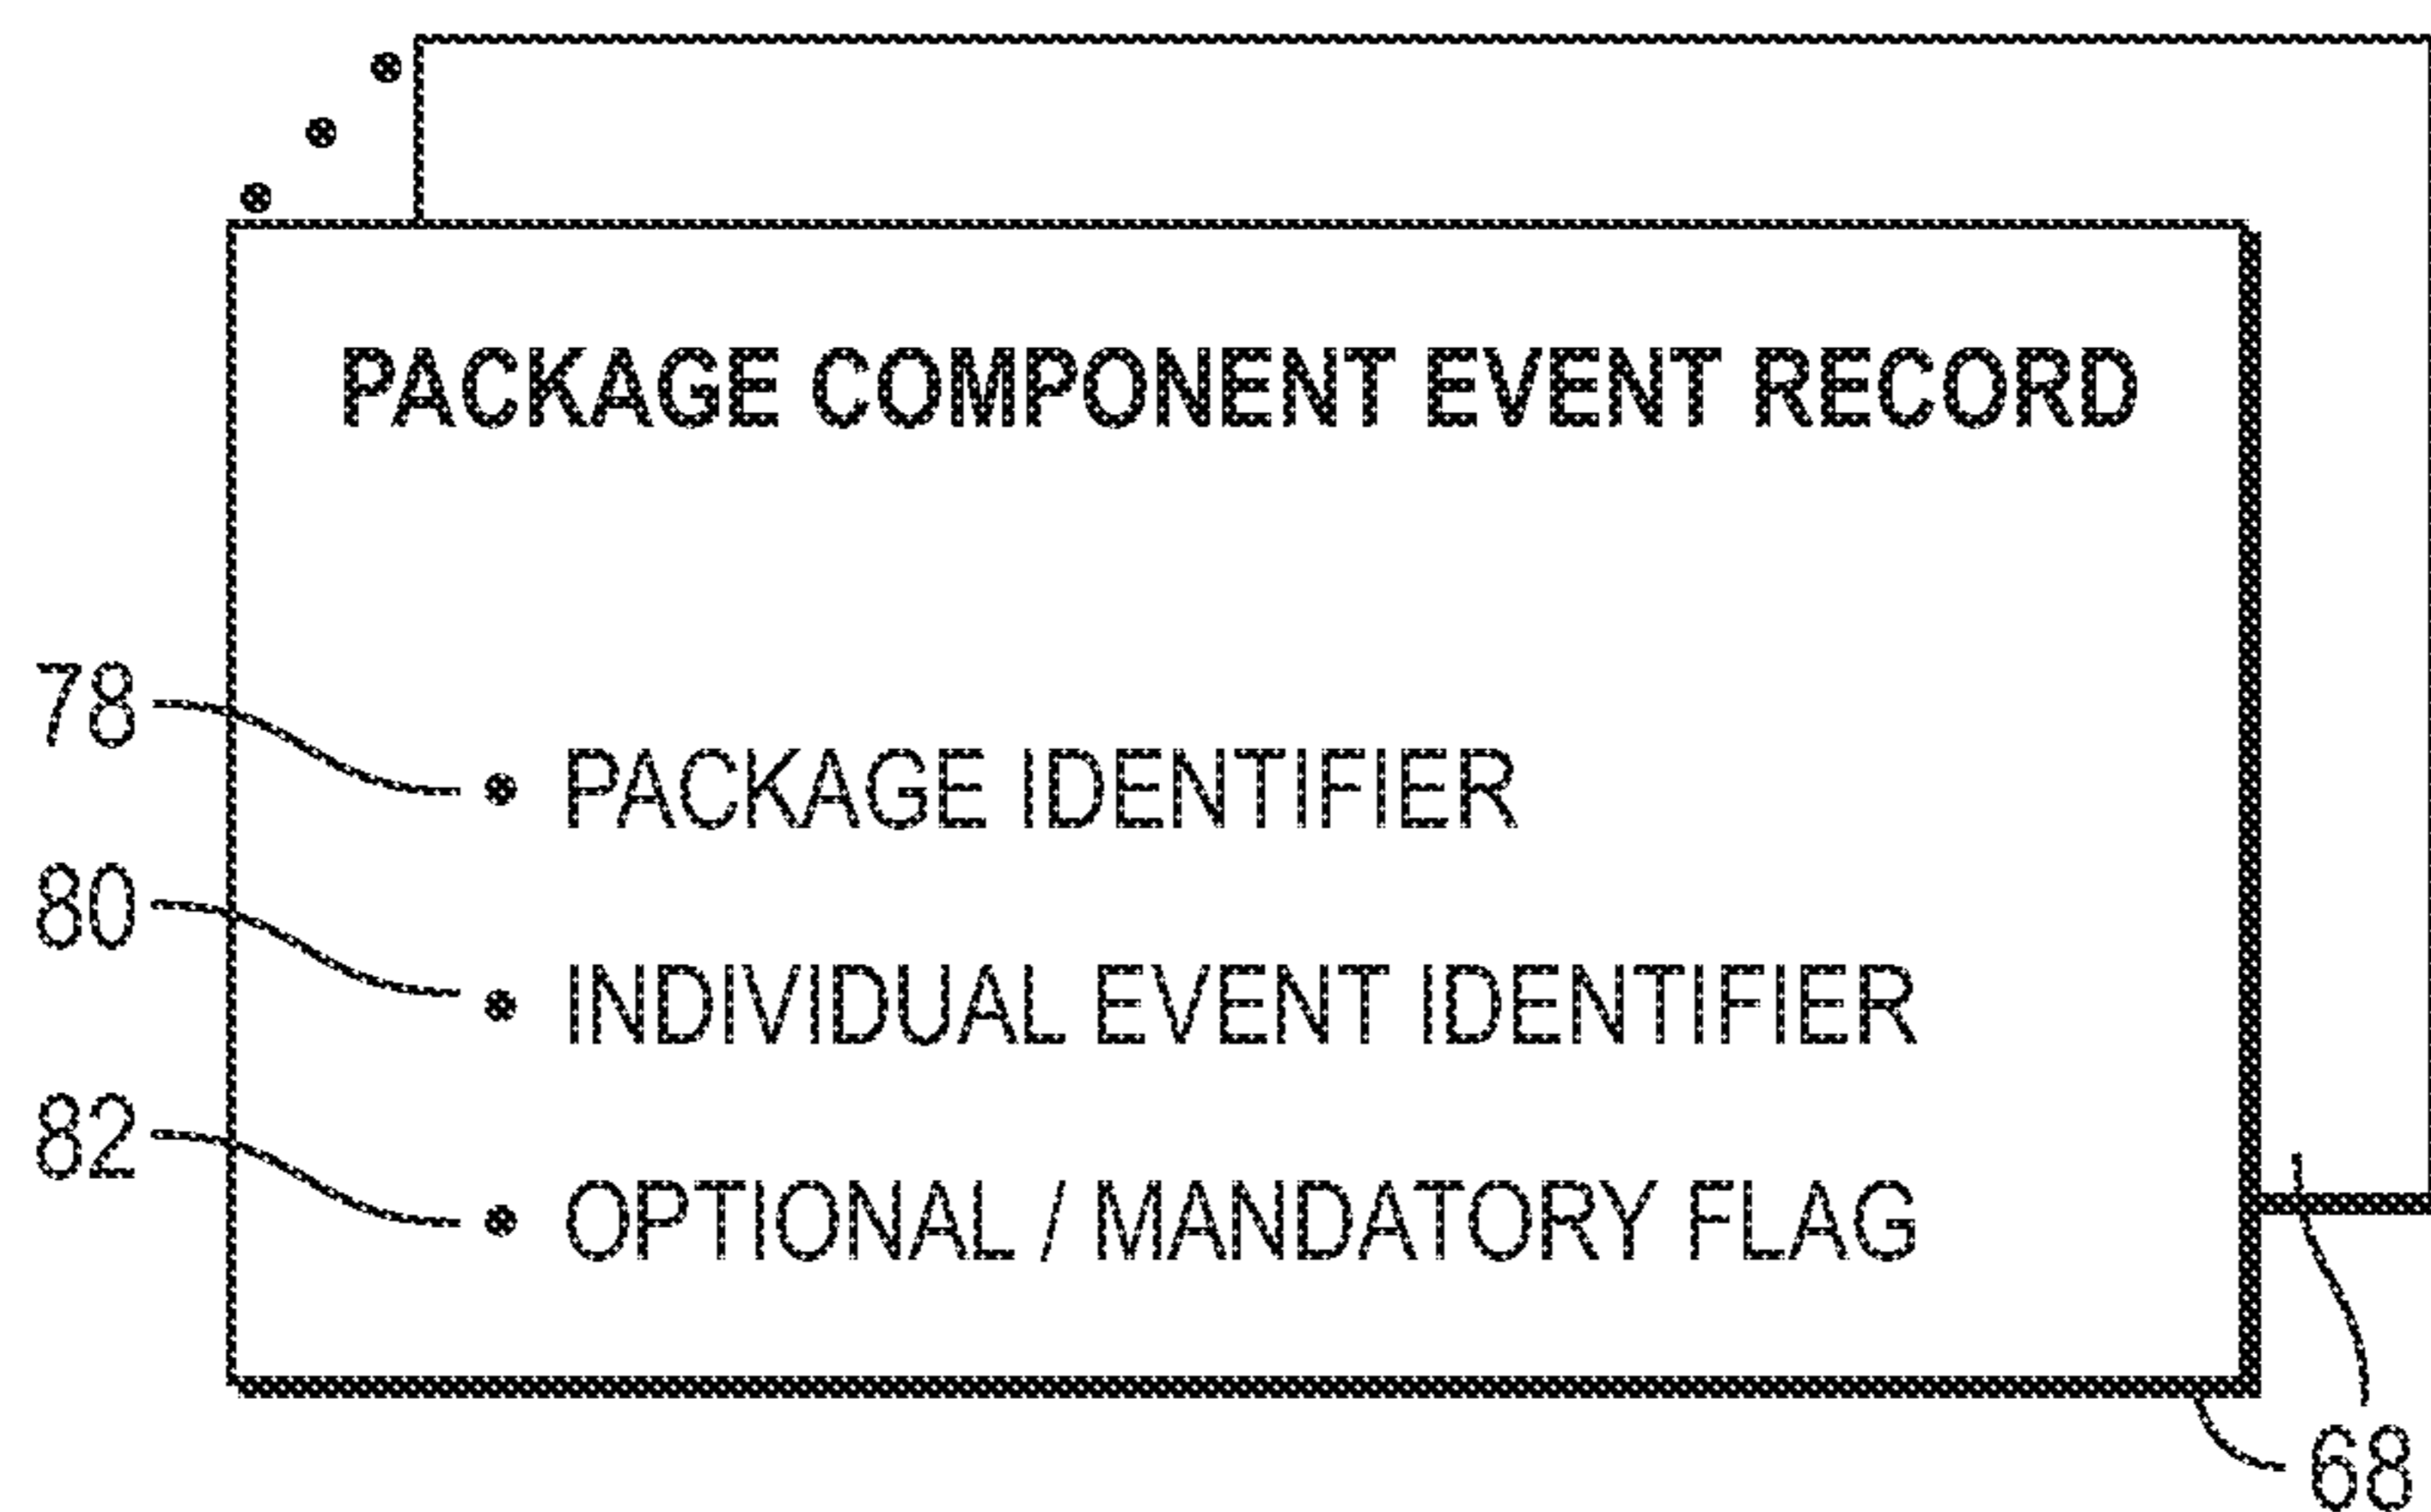 PACKAGE COMPONENT EVENT RECORD
78
• PACKAGE IDENTIFIER
80
• INDIVIDUAL EVENT IDENTIFIER
82
• OPTIONAL / MANDATORY FLAG
68